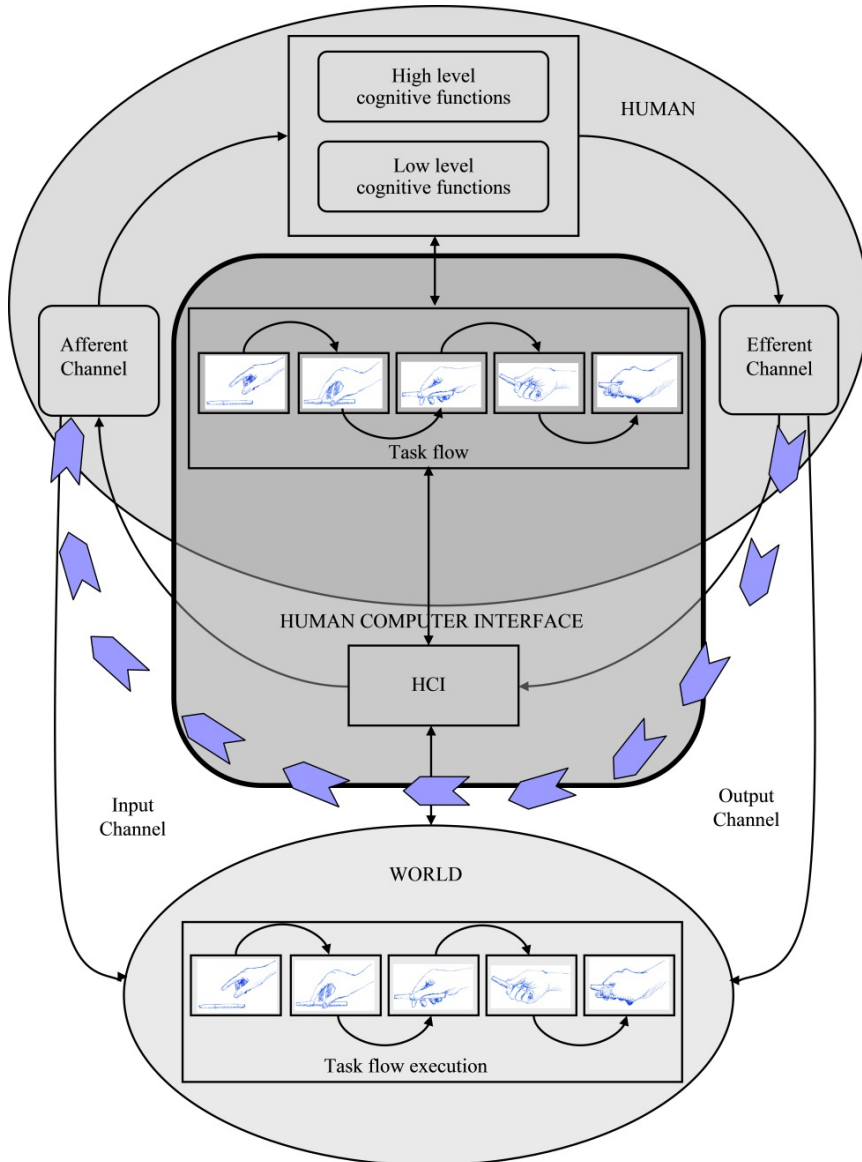 High level
cognitive functions
HUMAN
Low level
cognitive functions
Afferent
Channel
Efferent
Channel
Task flow
HUMAN COMPUTER INTERFACE
HCI
Input
Channel
Output
Channel
WORLD
Task flow execution